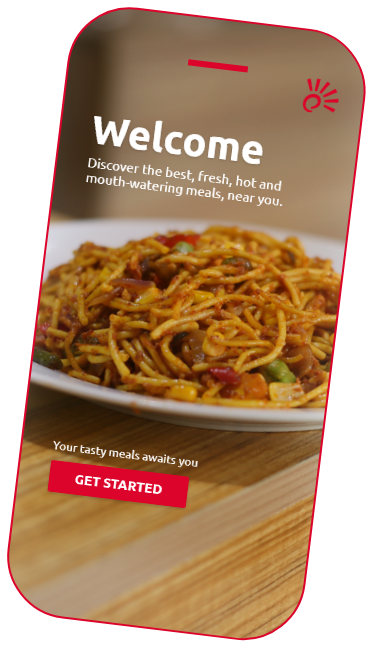 Welcome
Discover the best, fresh, hot and
mouth-watering meals, near you.
Your tasty meals awaits you
GET STARTED